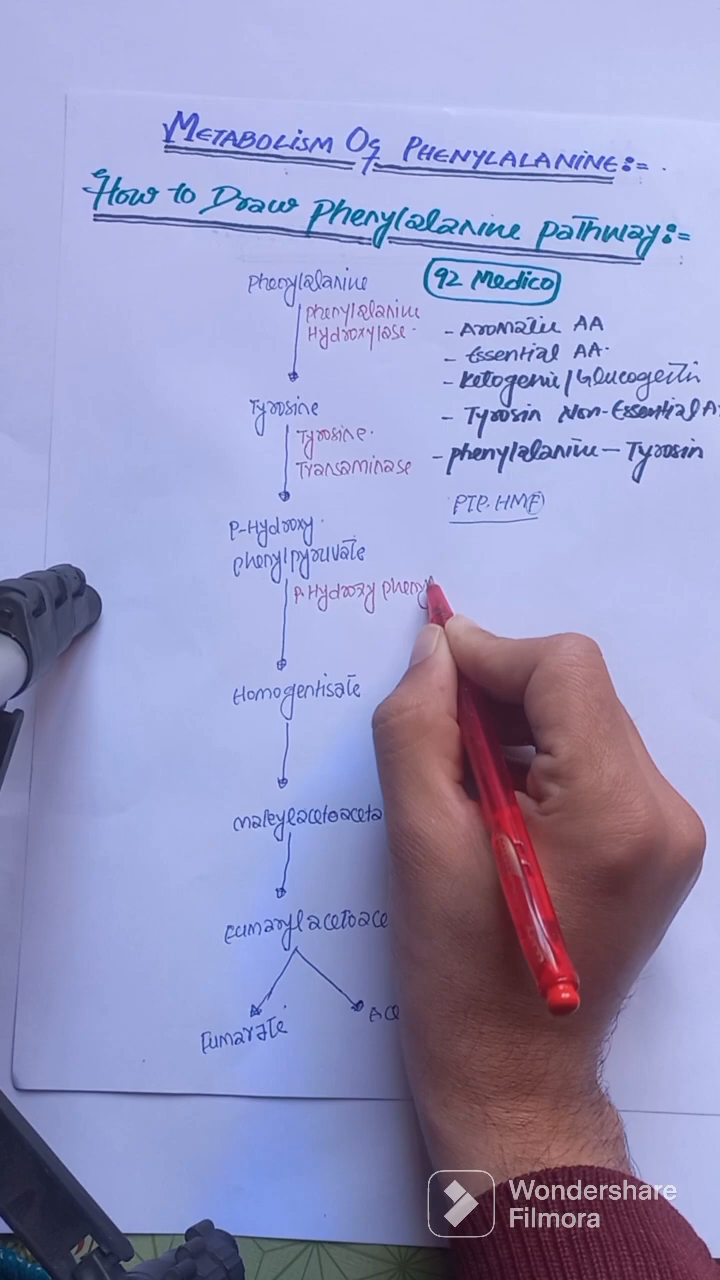 METABOLISM Of PHENYLALANINE:= .
How to Draw phenylalanine pathway:=
92 Medico
phenylalanine
phenylalanine
Hydroxylase.
- Aromatic AA
- Essential AA.
- Ketogenic/Glucogenic
- Tyrosin Non-Essential A
- phenylalanine - Tyrosin
Tyrosine
Tyrosine.
Transaminase
PTP.HMF
P-Hydroxy.
phenylpyruvate
P.Hydroxy pheny
Homogentisate
maleylacetoaceta
Fumarylacetoace
Fumarate
Ace
Wondershare
Filmora